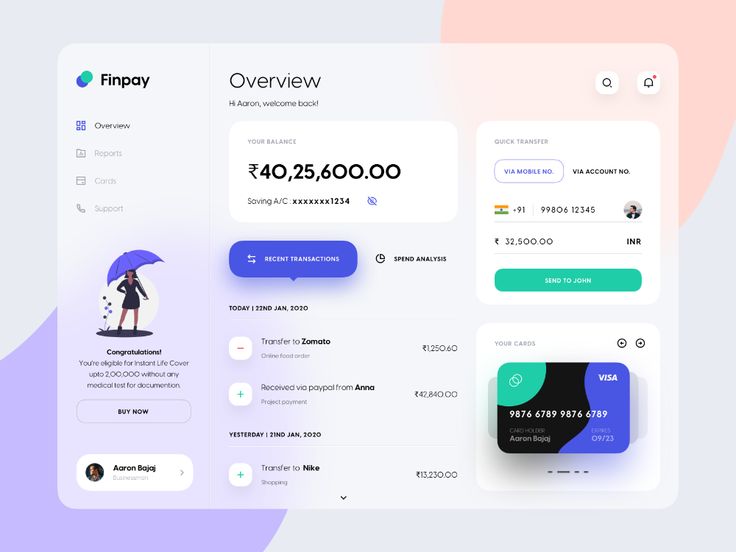 Finpay
Overview
Reports
Cards
Support
Congratulations!
You're eligible for Instant Life Cover
upto 2,00,000 without any
medical test for documention.
BUY NOW
Aaron Bajaj
Businessman
Overview
Hi Aaron, welcome back!
YOUR BALANCE
₹40,25,600.00
Saving A/C : xxxxxxx1234
RECENT TRANSACTIONS
SPEND ANALYSIS
TODAY | 22ND JAN, 2020
Transfer to Zomato
Online food order
₹1,250.60
Received via paypal from Anna
Project payment
₹42,840.00
YESTERDAY | 21ND JAN, 2020
Transfer to Nike
Shopping
₹13,230.00
QUICK TRANSFER
VIA MOBILE NO.
VIA ACCOUNT NO.
+91 99806 12345
₹ 32,500.00 INR
SEND TO JOHN
YOUR CARDS
VISA
9876 6789 9876 6789
CARD HOLDER
EXPIRES
Aaron Bajaj
09/23